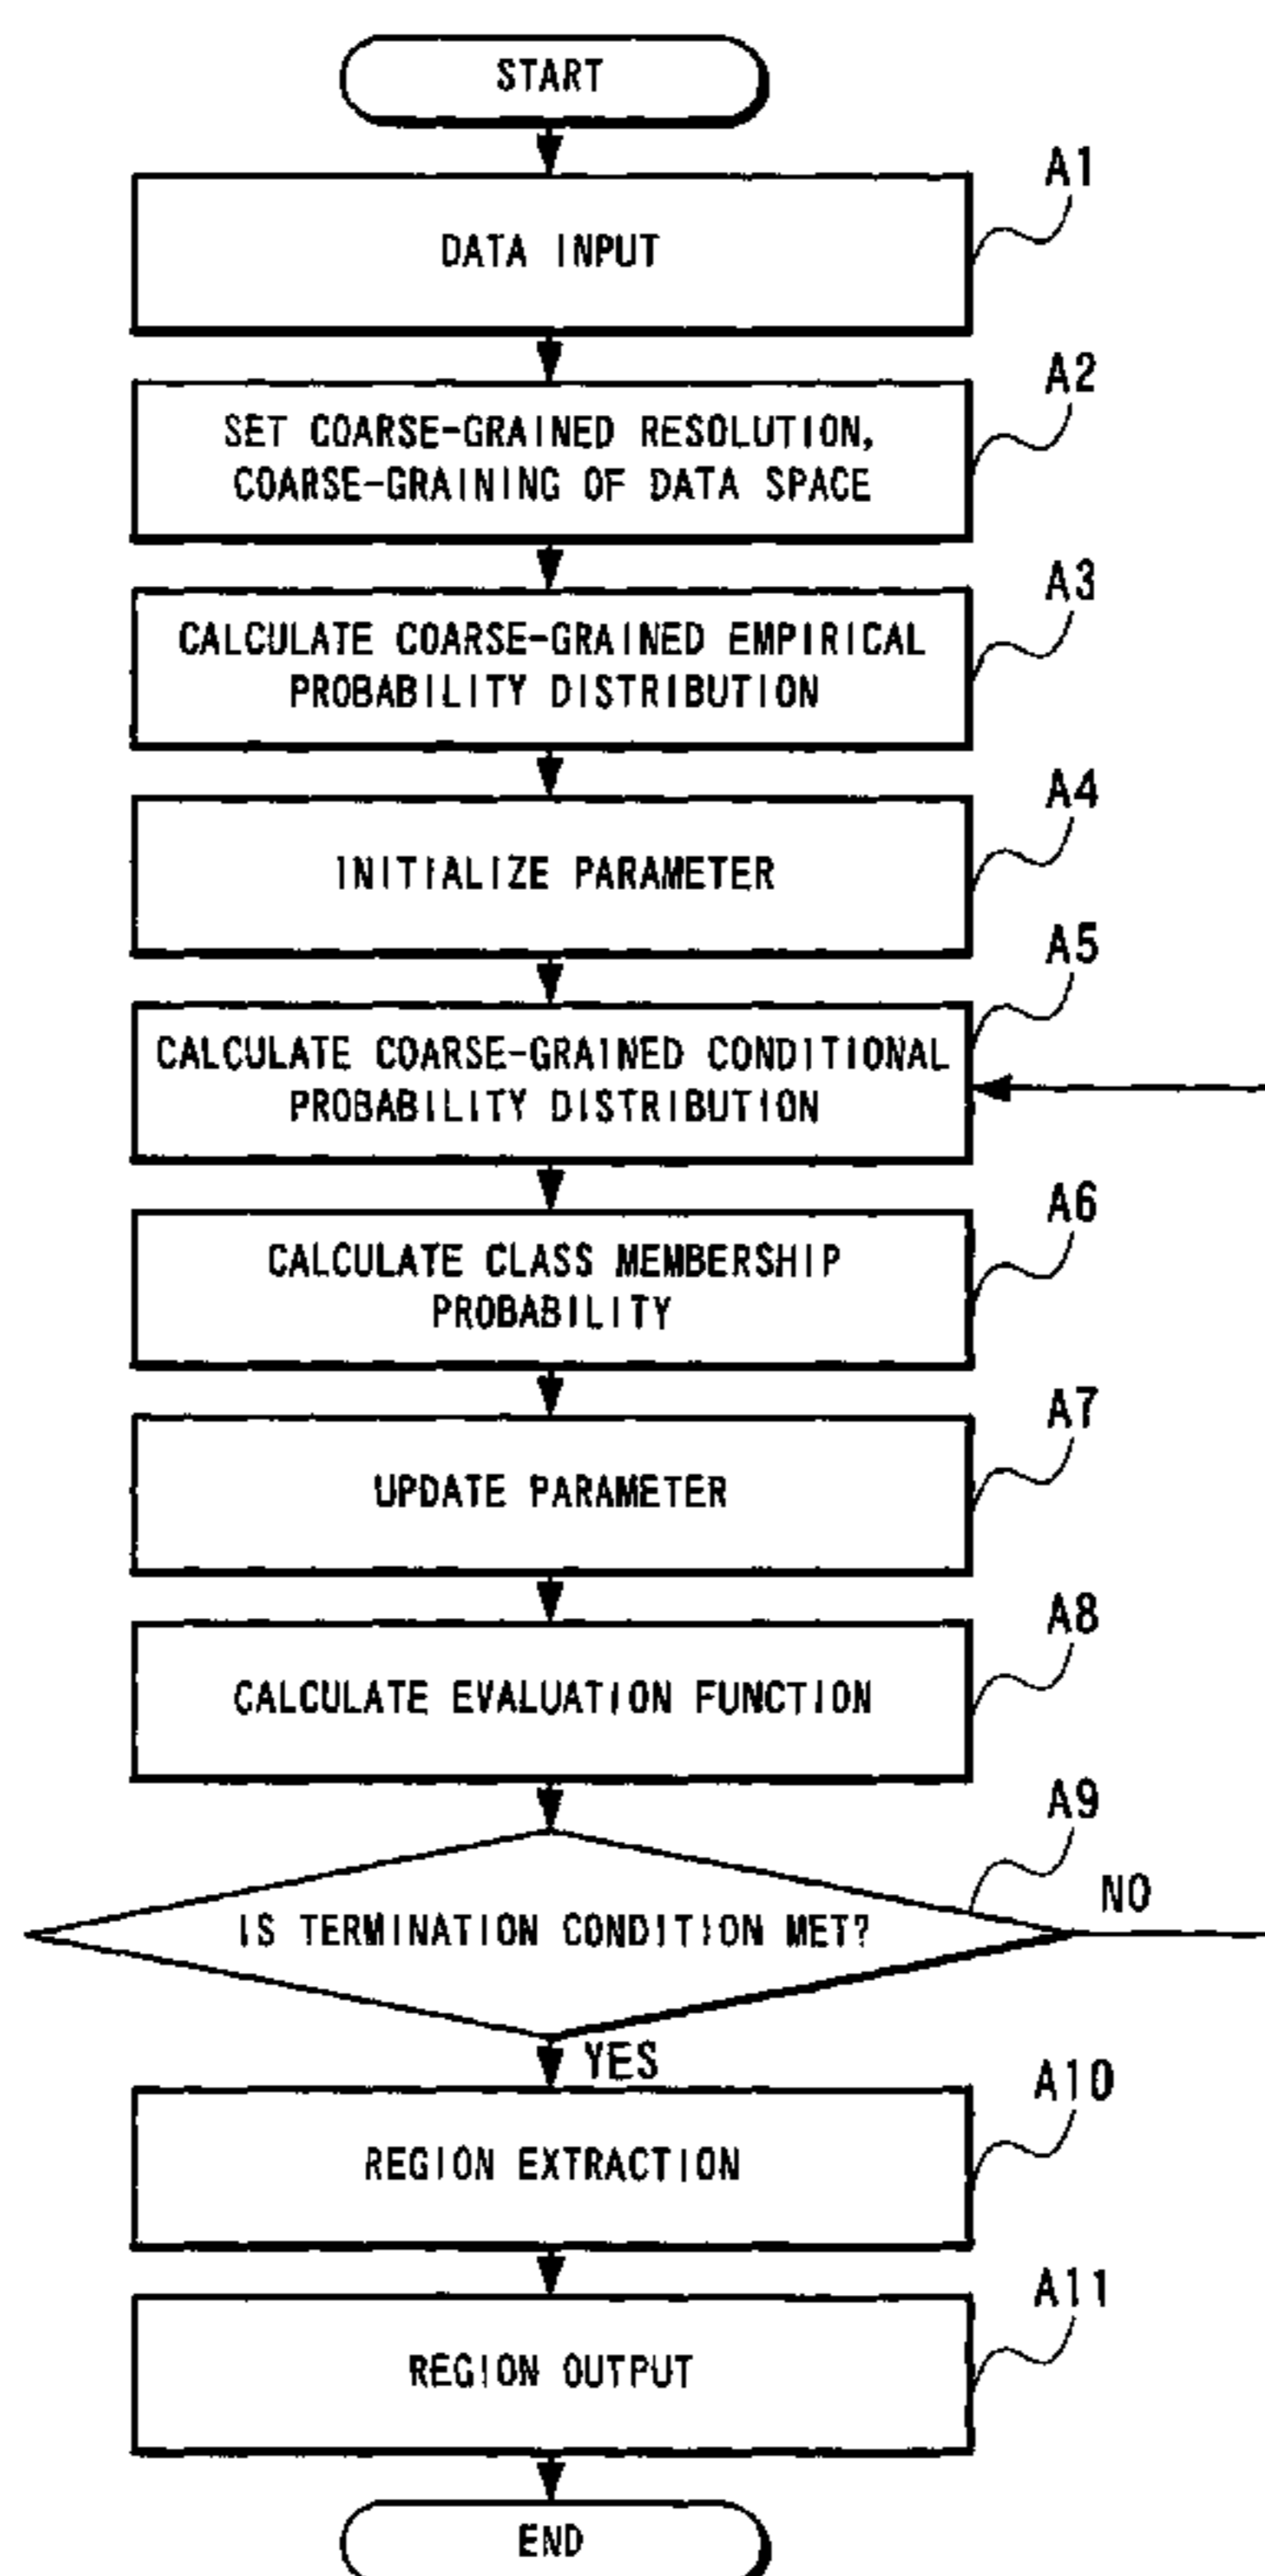 START
A1
DATA INPUT
A2
SET COARSE-GRAINED RESOLUTION,
COARSE-GRAINING OF DATA SPACE
A3
CALCULATE COARSE-GRAINED EMPIRICAL
PROBABILITY DISTRIBUTION
A4
INITIALIZE PARAMETER
A5
CALCULATE COARSE-GRAINED CONDITIONAL
PROBABILITY DISTRIBUTION
A6
CALCULATE CLASS MEMBERSHIP
PROBABILITY
A7
UPDATE PARAMETER
A8
CALCULATE EVALUATION FUNCTION
A9
NO
IS TERMINATION CONDITION MET?
YES
A10
REGION EXTRACTION
A11
REGION OUTPUT
END